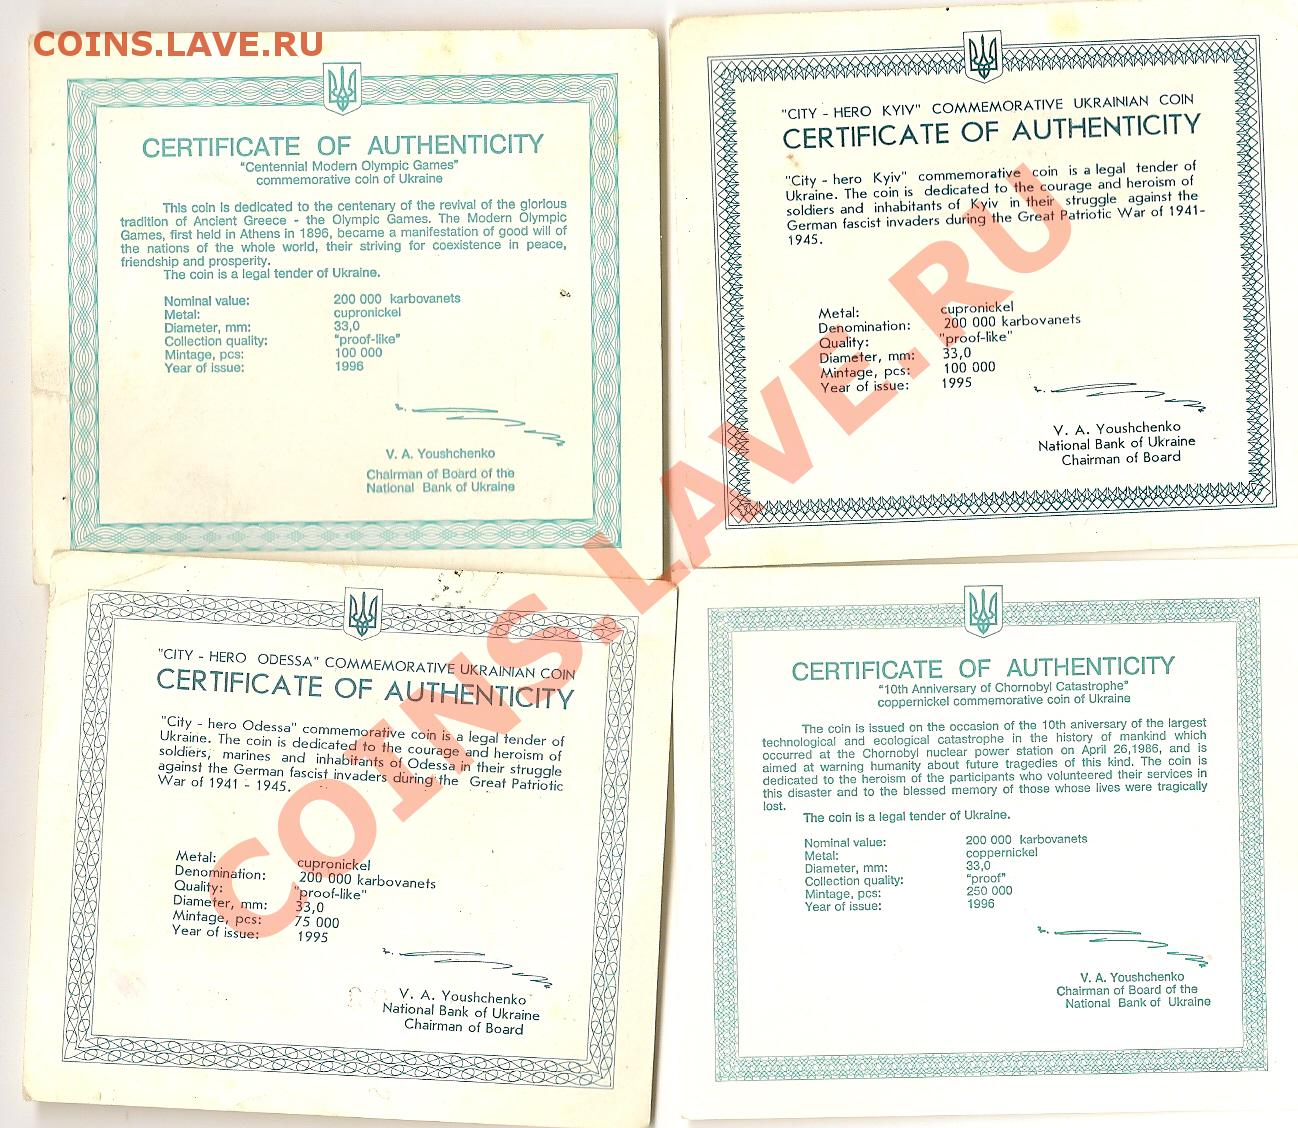 COINS.LAVE.RU
CERTIFICATE OF AUTHENTICITY
"Centennial Modern Olympic Games"
commemorative coin of Ukraine
This coin is dedicated to the centenary of the revival of the glorious
tradition of Ancient Greece - the Olympic Games. The Modern Olympic
Games, first held in Athens in 1896, became a manifestation of good will of
the nations of the whole world, their striving for coexistence in peace,
friendship and prosperity.
The coin is a legal tender of Ukraine.
Nominal value: 200 000 karbovanets
Metal: cupronickel
Diameter, mm: 33,0
Collection quality: "proof-like"
Mintage, pcs: 100 000
Year of issue: 1996
V. A. Youshchenko
Chairman of Board of the
National Bank of Ukraine
"CITY - HERO KYIV" COMMEMORATIVE UKRAINIAN COIN
CERTIFICATE OF AUTHENTICITY
"City - hero Kyiv" commemorative coin is a legal tender of
Ukraine. The coin is dedicated to the courage and heroism of
soldiers and inhabitants of Kyiv in their struggle against the
German fascist invaders during the Great Patriotic War of 1941-
1945.
Metal: cupronickel
Denomination: 200 000 karbovanets
Quality: "proof-like"
Diameter, mm: 33,0
Mintage, pcs: 100 000
Year of issue: 1995
V. A. Youshchenko
National Bank of Ukraine
Chairman of Board
"CITY - HERO ODESSA" COMMEMORATIVE UKRAINIAN COIN
CERTIFICATE OF AUTHENTICITY
"City - hero Odessa" commemorative coin is a legal tender of
Ukraine. The coin is dedicated to the courage and heroism of
soldiers, marines and inhabitants of Odessa in their struggle
against the German fascist invaders during the Great Patriotic
War of 1941 - 1945.
Metal: cupronickel
Denomination: 200 000 karbovanets
Quality: "proof-like"
Diameter, mm: 33,0
Mintage, pcs: 75 000
Year of issue: 1995
V. A. Youshchenko
National Bank of Ukraine
Chairman of Board
CERTIFICATE OF AUTHENTICITY
"10th Anniversary of Chornobyl Catastrophe"
coppernickel commemorative coin of Ukraine
The coin is issued on the occasion of the 10th aniversary of the largest
technological and ecological catastrophe in the history of mankind which
occurred at the Chornobyl nuclear power station on April 26,1986, and is
aimed at warning humanity about future tragedies of this kind. The coin is
dedicated to the heroism of the participants who volunteered their services in
this disaster and to the blessed memory of those whose lives were tragically
lost.
The coin is a legal tender of Ukraine.
Nominal value: 200 000 karbovanets
Metal: coppernickel
Diameter, mm: 33,0
Collection quality: "proof"
Mintage, pcs: 250 000
Year of issue: 1996
V. A. Youshchenko
Chairman of Board of the
National Bank of Ukraine
COINS.LAVE.RU